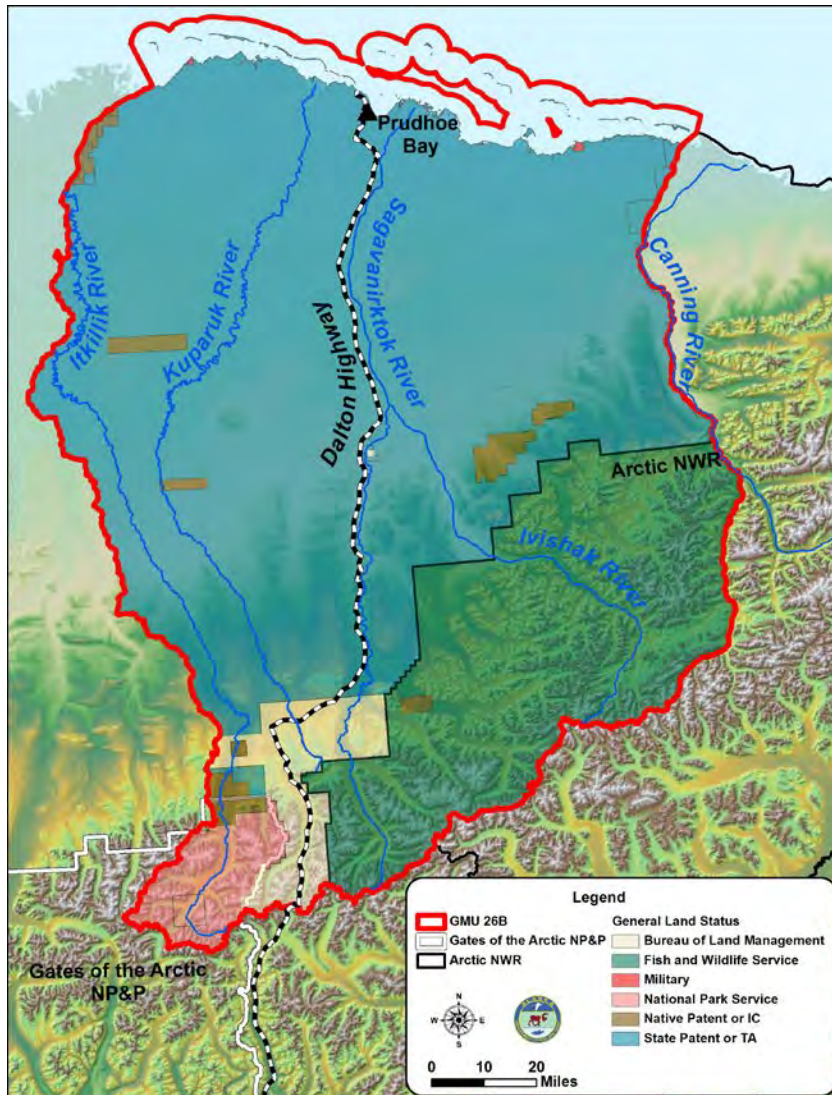 Prudhoe
Bay
Itkillik River
Kuparuk River
Sagavanirktok River
Dalton Highway
Canning River
Arctic NWR
Ivishak River
Gates of the Arctic
NP&P
Legend
GMU 26B
Gates of the Arctic NP&P
Arctic NWR
General Land Status
Bureau of Land Management
Fish and Wildlife Service
Military
National Park Service
Native Patent or IC
State Patent or TA
N
W E
S
ALASKA
0 10 20
Miles